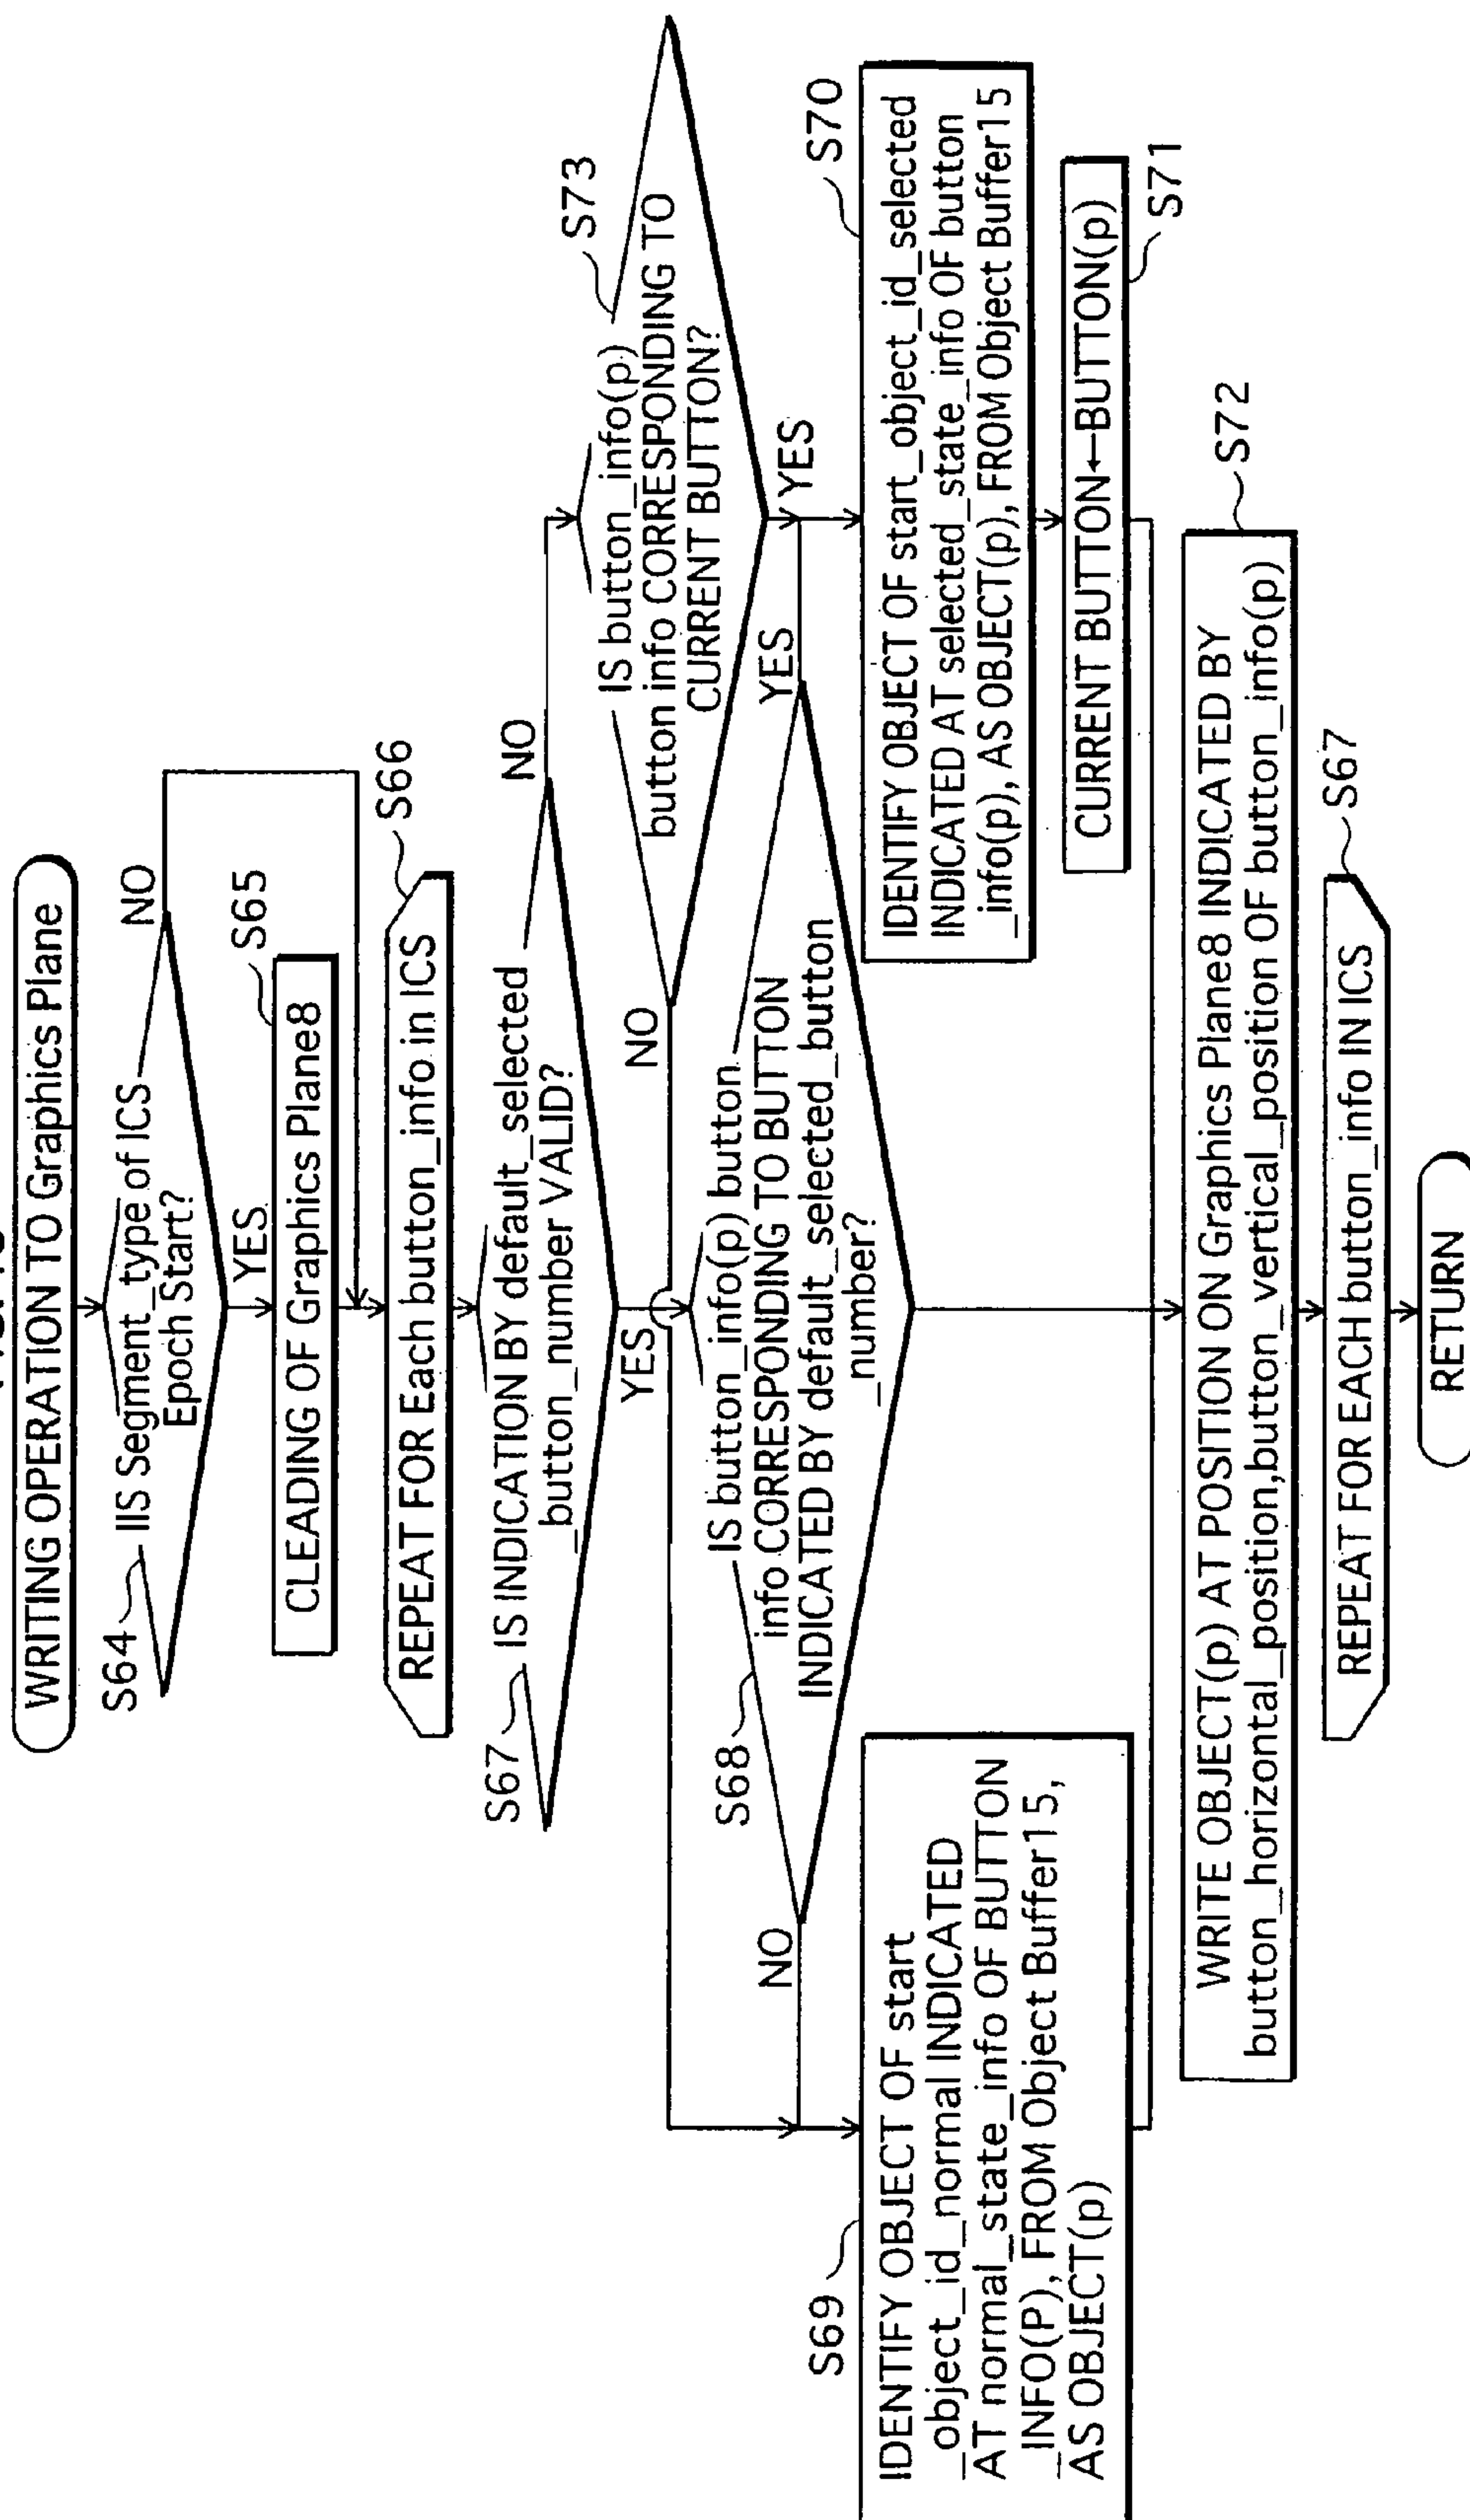 WRITING OPERATION TO Graphics Plane
S64
IIS Segment_type of ICS
Epoch Start?
NO
YES
S65
CLEADING OF Graphics Plane8
S66
REPEAT FOR Each button_info in ICS
S67
IS INDICATION BY default_selected
_button_number VALID?
NO
YES
S73
IS button_info(p)
button info CORRESPONDING TO
CURRENT BUTTON?
NO
YES
S68
IS button_info(p) button
info CORRESPONDING TO BUTTON
INDICATED BY default_selected_button
_number?
NO
YES
S69
IDENTIFY OBJECT OF start
_object_id_normal INDICATED
AT normal_state_info OF BUTTON
_INFO(P), FROM Object Buffer15,
AS OBJECT(p)
S70
IDENTIFY OBJECT OF start_object_id_selected
INDICATED AT selected_state_info OF button
_info(p), AS OBJECT(p), FROM Object Buffer15
CURRENT BUTTON←BUTTON(p)
S71
S72
WRITE OBJECT(p) AT POSITION ON Graphics Plane8 INDICATED BY
button_horizontal_position,button_vertical_position OF button_info(p)
S67
REPEAT FOR EACH button_info IN ICS
RETURN